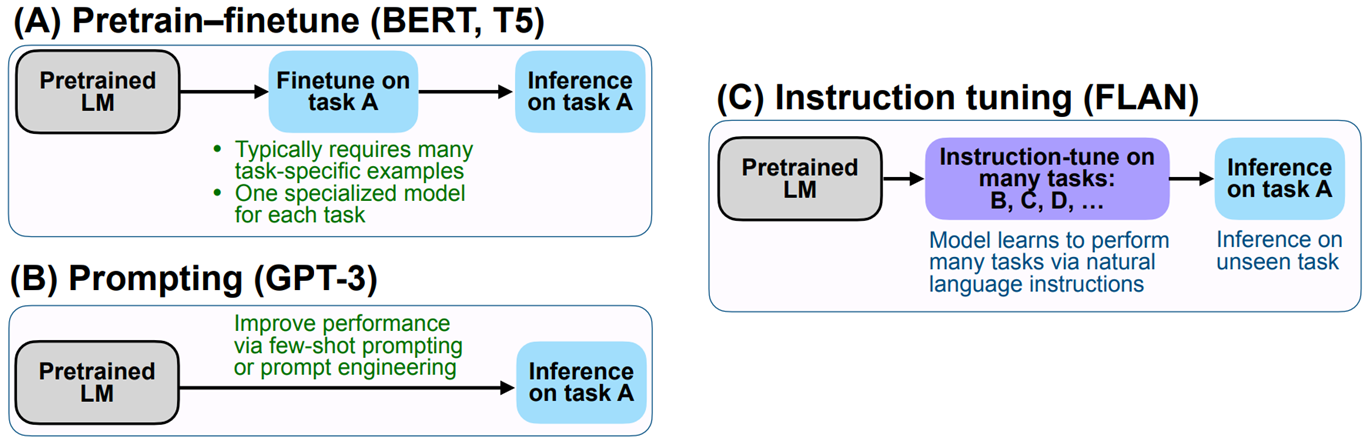 (A) Pretrain–finetune (BERT, T5)
Pretrained
LM
Finetune on
task A
Inference
on task A
• Typically requires many
task-specific examples
• One specialized model
for each task
(B) Prompting (GPT-3)
Pretrained
LM
Improve performance
via few-shot prompting
or prompt engineering
Inference
on task A
(C) Instruction tuning (FLAN)
Pretrained
LM
Instruction-tune on
many tasks:
B, C, D, …
Inference
on task A
Model learns to perform
many tasks via natural
language instructions
Inference on
unseen task